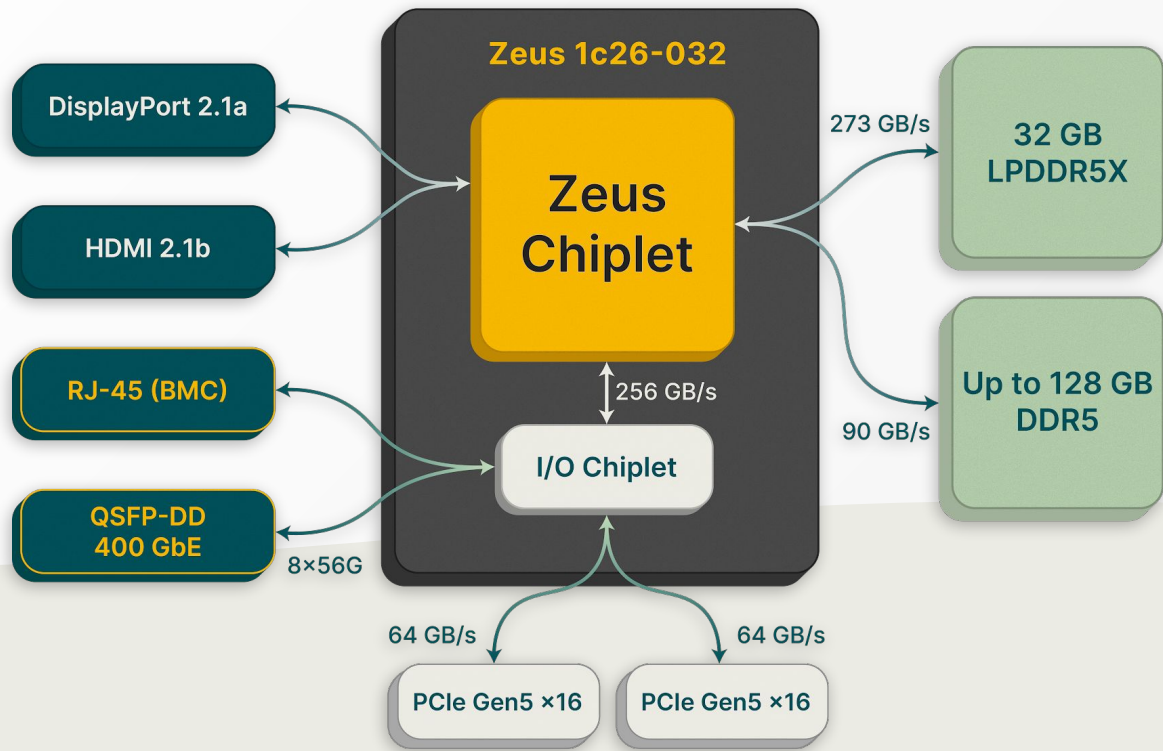 Zeus 1c26-032
DisplayPort 2.1a
HDMI 2.1b
RJ-45 (BMC)
QSFP-DD
400 GbE
8×56G
Zeus
Chiplet
256 GB/s
I/O Chiplet
273 GB/s
32 GB
LPDDR5X
Up to 128 GB
DDR5
90 GB/s
64 GB/s
64 GB/s
PCIe Gen5 ×16
PCIe Gen5 ×16